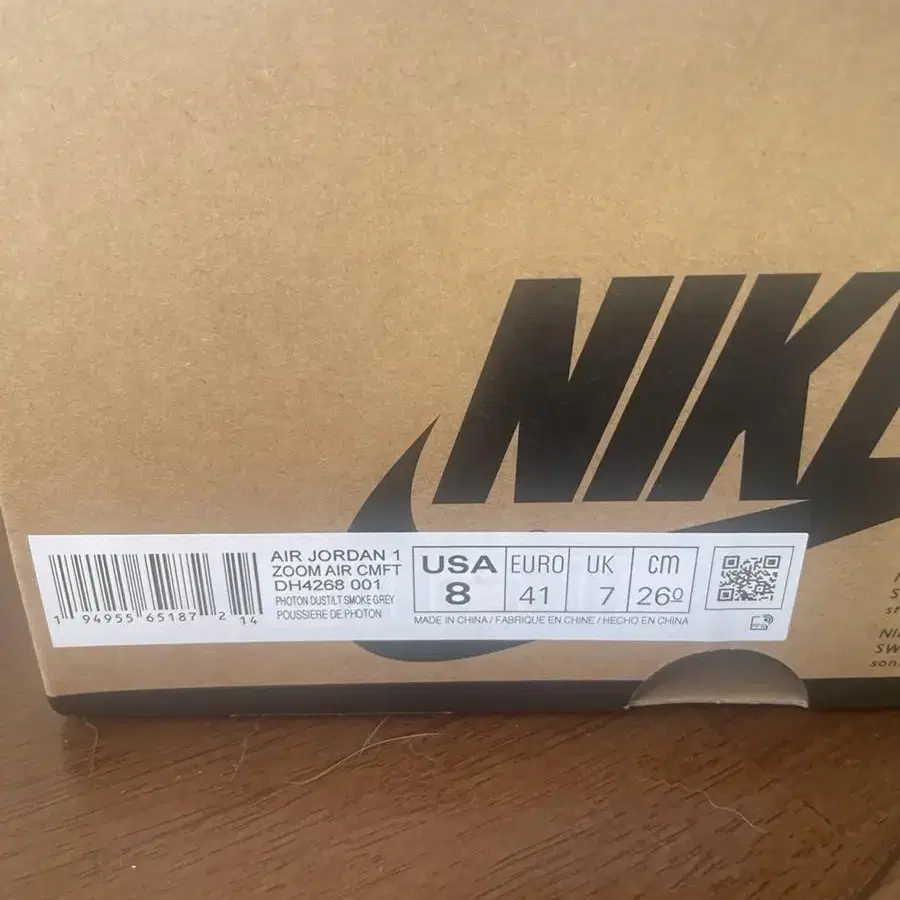 NIKE
AIR JORDAN 1
ZOOM AIR CMFT
DH4268 001
PHOTON DUST/LT SMOKE GREY
POUSSIERE DE PHOTON
1 94955 65187 2 14
USA
8
EURO
41
UK
7
CM
26º
MADE IN CHINA / FABRIQUE EN CHINE / HECHO EN CHINA